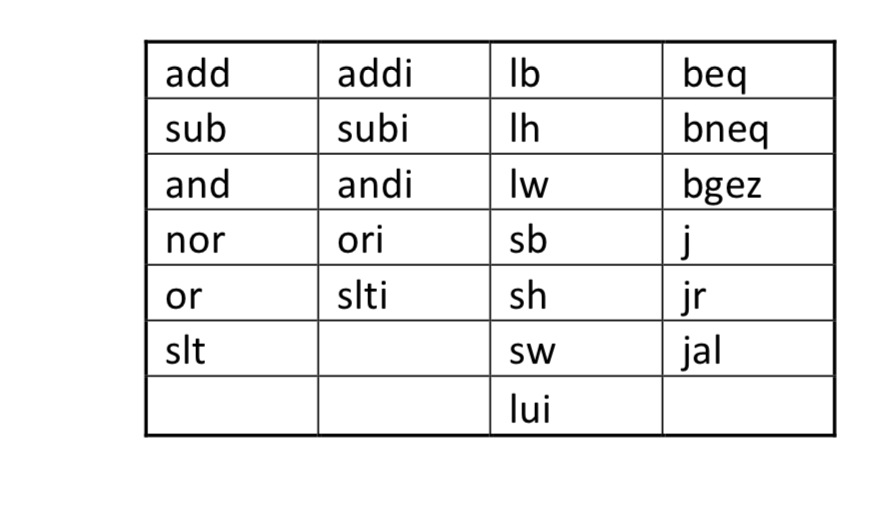 add addi lb beq
sub subi lh bneq
and andi lw bgez
nor ori sb j
or slti sh jr
slt sw jal
lui